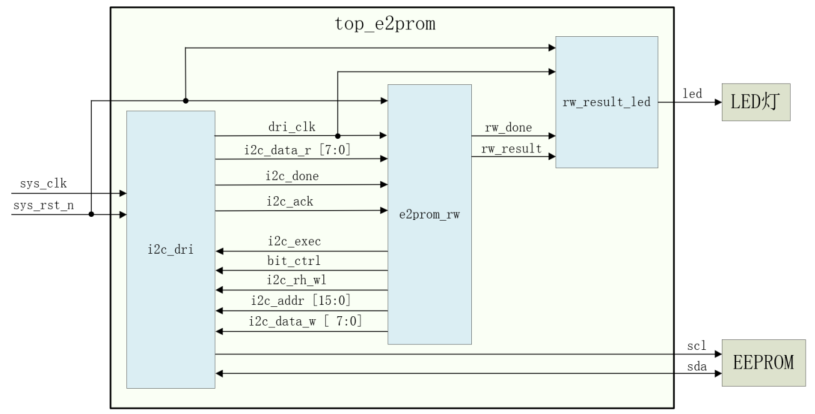 top_e2prom
rw_result_led
led
LED灯
dri_clk
i2c_data_r [7:0]
i2c_done
i2c_ack
rw_done
rw_result
e2prom_rw
sys_clk
sys_rst_n
i2c_dri
i2c_exec
bit_ctrl
i2c_rh_wl
i2c_addr [15:0]
i2c_data_w [ 7:0]
scl
sda
EEPROM